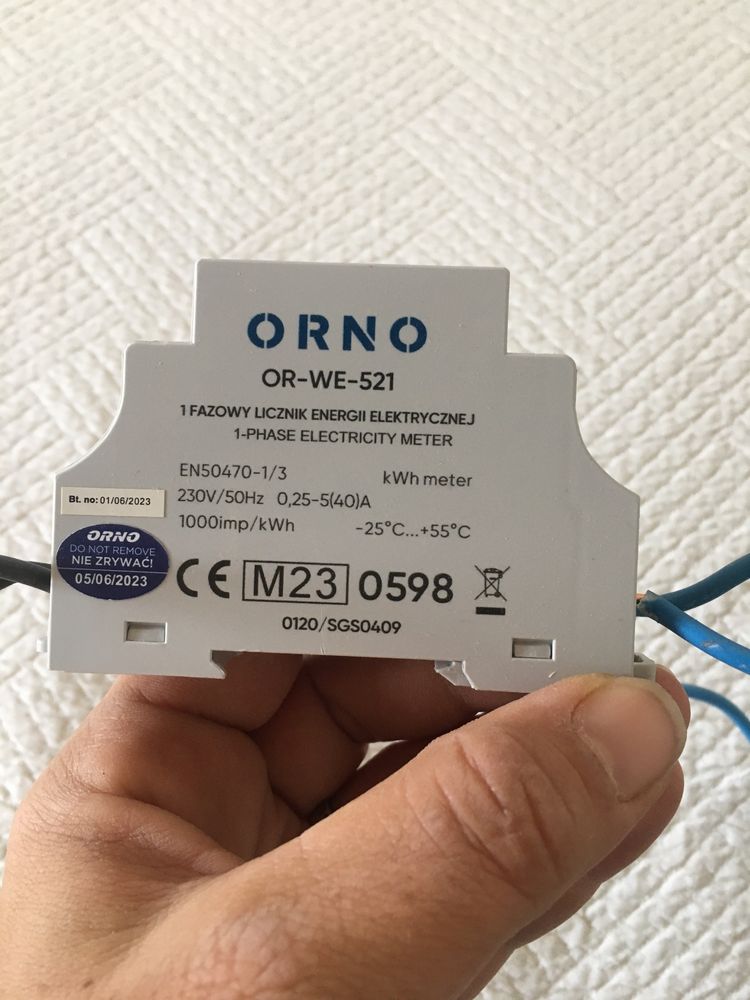 ORNO
OR-WE-521
1 FAZOWY LICZNIK ENERGII ELEKTRYCZNEJ
1-PHASE ELECTRICITY METER
EN50470-1/3 kWh meter
230V/50Hz 0,25-5(40)A
1000imp/kWh -25°C...+55°C
Bt. no: 01/06/2023
ORNO
DO NOT REMOVE
NIE ZRYWAĆ!
05/06/2023
CE M23 0598
0120/SGS0409